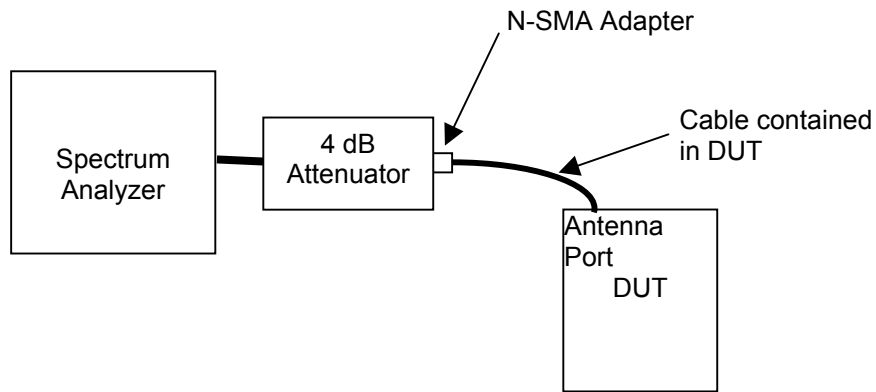 N-SMA Adapter
Spectrum
Analyzer
4 dB
Attenuator
Cable contained
in DUT
Antenna
Port
DUT